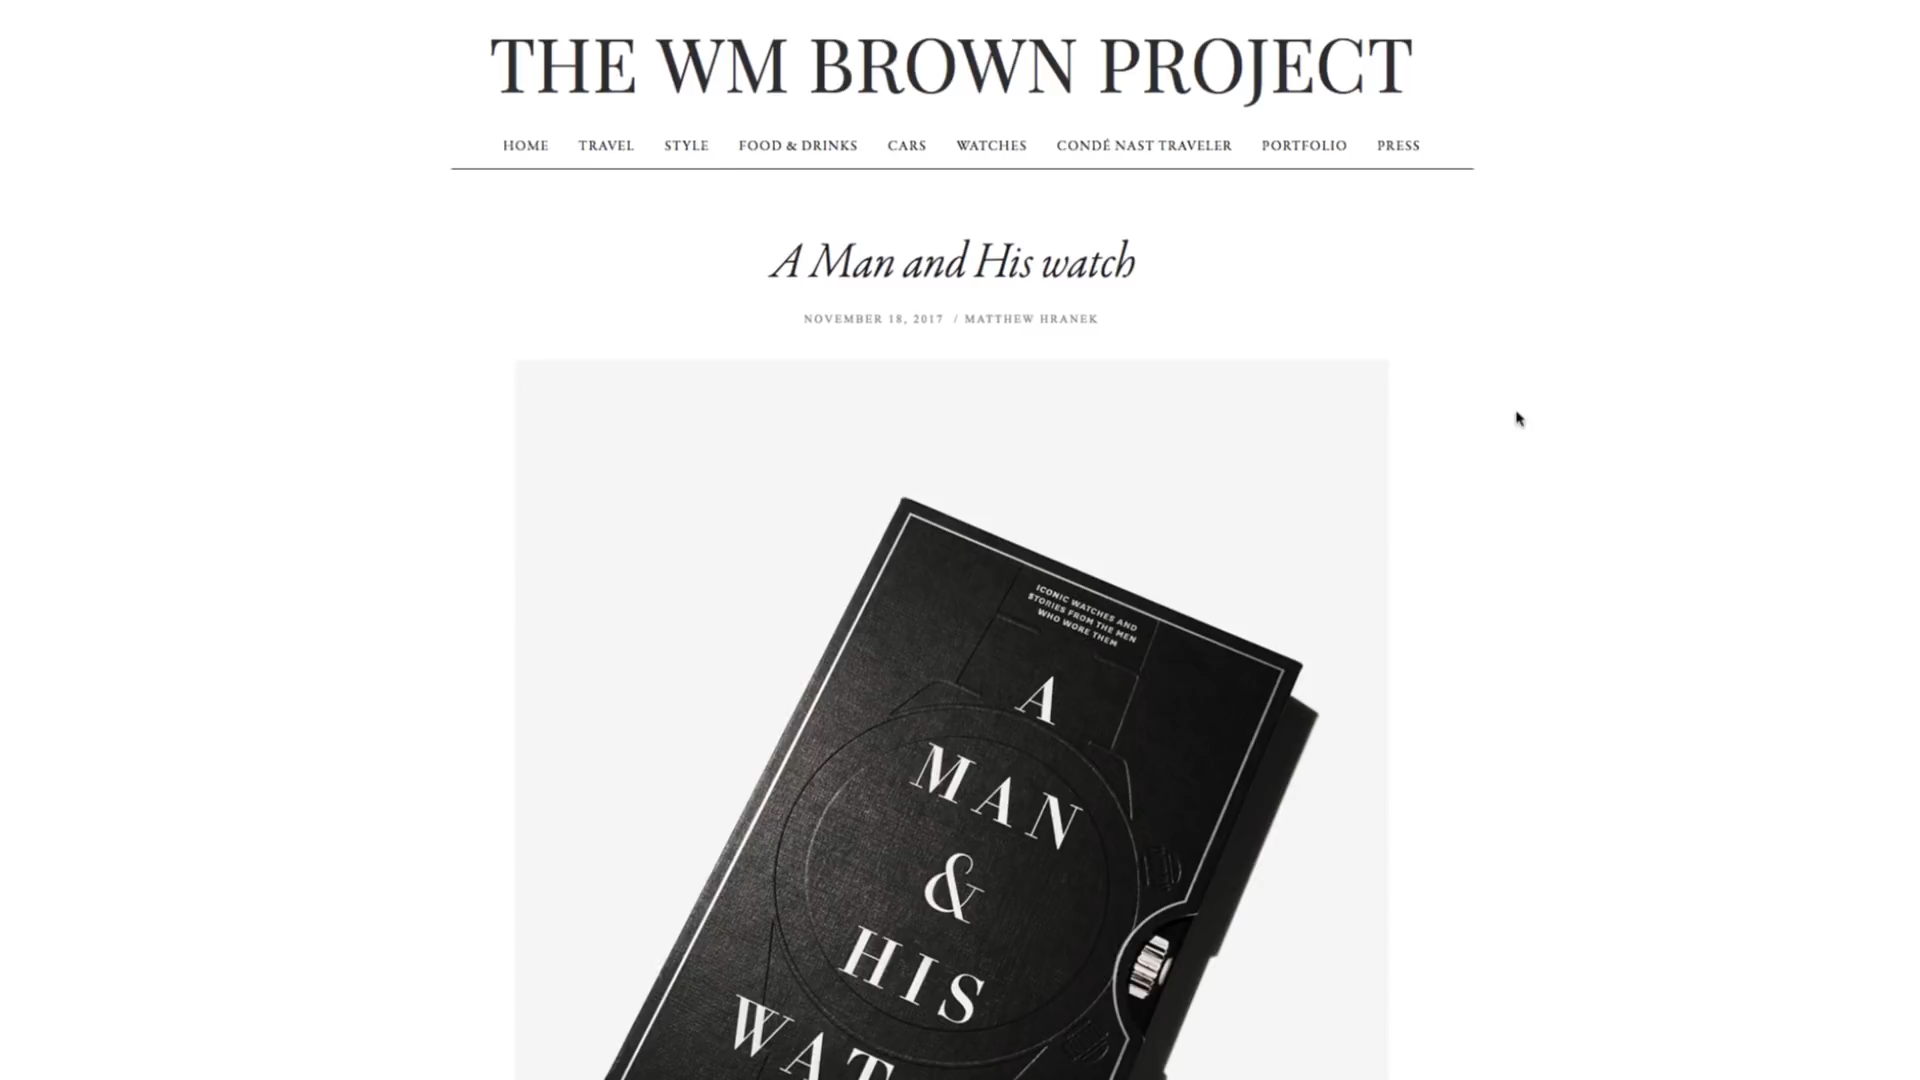 THE WM BROWN PROJECT
HOME TRAVEL STYLE FOOD & DRINKS CARS WATCHES CONDÉ NAST TRAVELER PORTFOLIO PRESS
A Man and His watch
NOVEMBER 18, 2017 / MATTHEW HRANEK
ICONIC WATCHES AND
STORIES FROM THE MEN
WHO WORE THEM
A
MAN
&
HIS
WAT